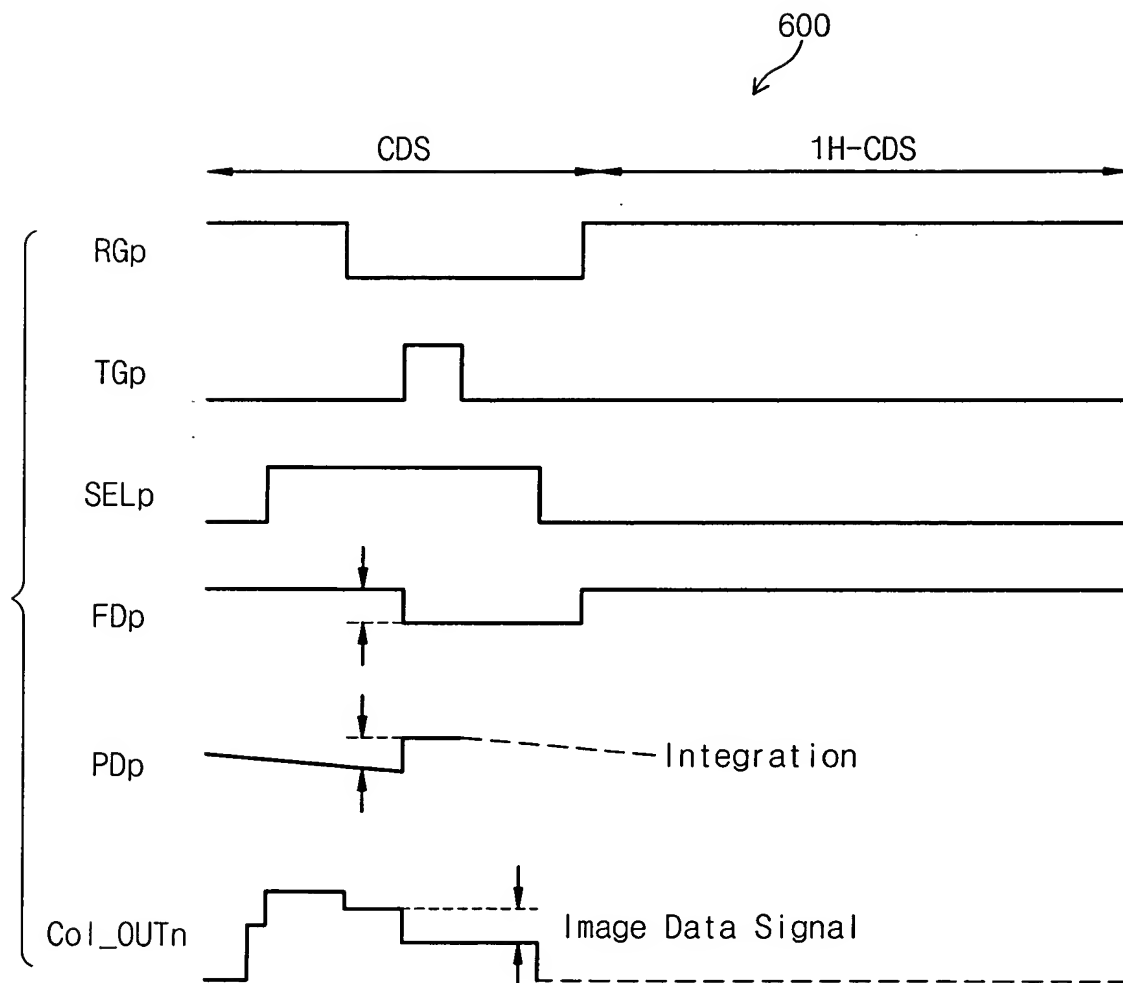 600
CDS 1H-CDS
RGp
TGp
SELp
FDp
PDp
Integration
Col_OUTn
Image Data Signal